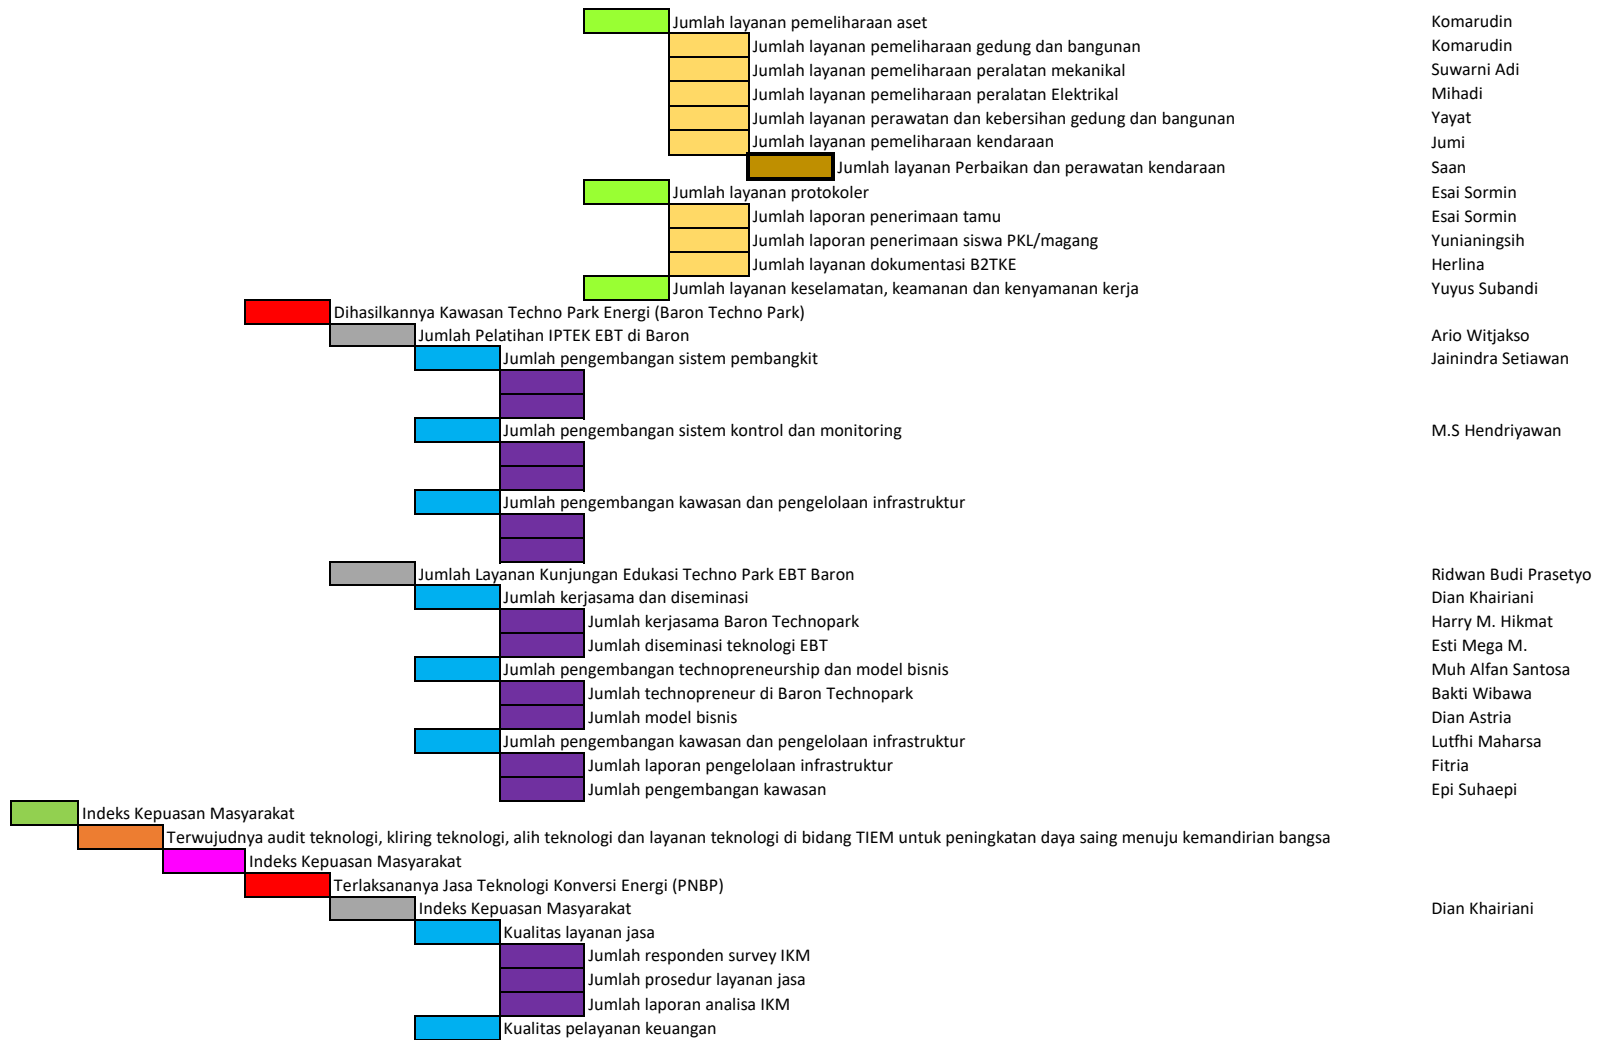 Jumlah layanan pemeliharaan aset Komarudin
Jumlah layanan pemeliharaan gedung dan bangunan Komarudin
Jumlah layanan pemeliharaan peralatan mekanikal Suwarni Adi
Jumlah layanan pemeliharaan peralatan Elektrikal Mihadi
Jumlah layanan perawatan dan kebersihan gedung dan bangunan Yayat
Jumlah layanan pemeliharaan kendaraan Jumi
Jumlah layanan Perbaikan dan perawatan kendaraan Saan
Jumlah layanan protokoler Esai Sormin
Jumlah laporan penerimaan tamu Esai Sormin
Jumlah laporan penerimaan siswa PKL/magang Yunianingsih
Jumlah layanan dokumentasi B2TKE Herlina
Jumlah layanan keselamatan, keamanan dan kenyamanan kerja Yuyus Subandi
Dihasilkannya Kawasan Techno Park Energi (Baron Techno Park)
Jumlah Pelatihan IPTEK EBT di Baron Ario Witjakso
Jumlah pengembangan sistem pembangkit Jainindra Setiawan
Jumlah pengembangan sistem kontrol dan monitoring M.S Hendriyawan
Jumlah pengembangan kawasan dan pengelolaan infrastruktur
Jumlah Layanan Kunjungan Edukasi Techno Park EBT Baron Ridwan Budi Prasetyo
Jumlah kerjasama dan diseminasi Dian Khairiani
Jumlah kerjasama Baron Technopark Harry M. Hikmat
Jumlah diseminasi teknologi EBT Esti Mega M.
Jumlah pengembangan technopreneurship dan model bisnis Muh Alfan Santosa
Jumlah technopreneur di Baron Technopark Bakti Wibawa
Jumlah model bisnis Dian Astria
Jumlah pengembangan kawasan dan pengelolaan infrastruktur Lutfhi Maharsa
Jumlah laporan pengelolaan infrastruktur Fitria
Jumlah pengembangan kawasan Epi Suhaepi
Indeks Kepuasan Masyarakat
Terwujudnya audit teknologi, kliring teknologi, alih teknologi dan layanan teknologi di bidang TIEM untuk peningkatan daya saing menuju kemandirian bangsa
Indeks Kepuasan Masyarakat
Terlaksananya Jasa Teknologi Konversi Energi (PNBP)
Indeks Kepuasan Masyarakat Dian Khairiani
Kualitas layanan jasa
Jumlah responden survey IKM
Jumlah prosedur layanan jasa
Jumlah laporan analisa IKM
Kualitas pelayanan keuangan